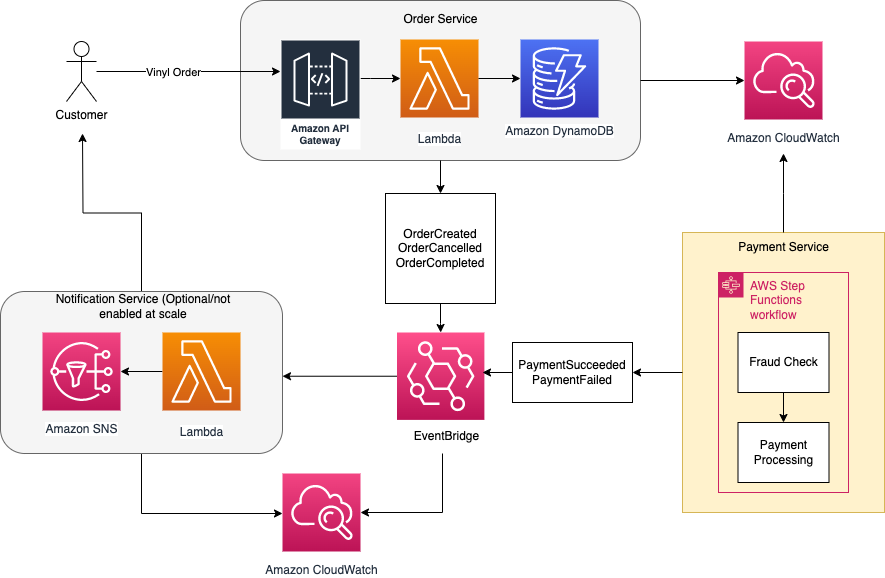 Order Service
Customer
Vinyl Order
Amazon API
Gateway
Lambda
Amazon DynamoDB
Amazon CloudWatch
OrderCreated
OrderCancelled
OrderCompleted
Payment Service
AWS Step
Functions
workflow
Fraud Check
Payment
Processing
PaymentSucceeded
PaymentFailed
EventBridge
Notification Service (Optional/not
enabled at scale
Amazon SNS
Lambda
Amazon CloudWatch